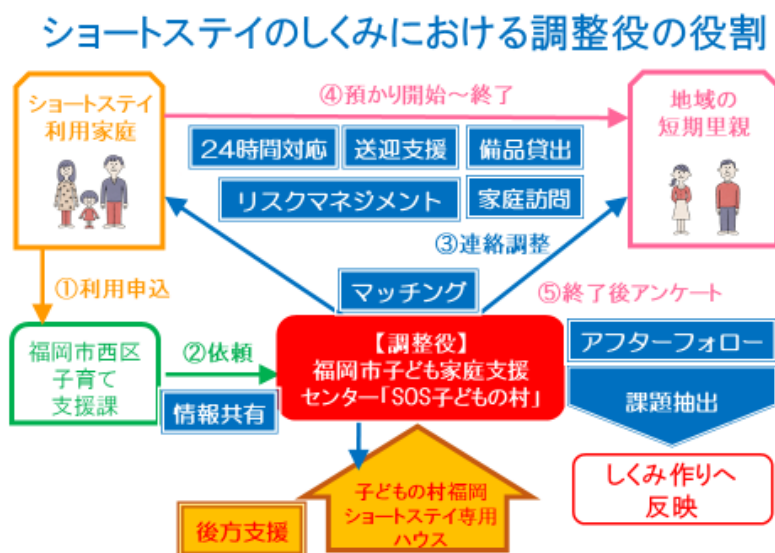 ショートステイのしくみにおける調整役の役割
ショートステイ
利用家庭
④預かり開始～終了
地域の
短期里親
24時間対応
送迎支援
備品貸出
リスクマネジメント
家庭訪問
③連絡調整
①利用申込
マッチング
⑤終了後アンケート
福岡市西区
子育て
支援課
②依頼
情報共有
【調整役】
福岡市子ども家庭支援
センター「SOS子どもの村」
アフターフォロー
課題抽出
しくみ作りへ
反映
子どもの村福岡
ショートステイ専用
ハウス
後方支援